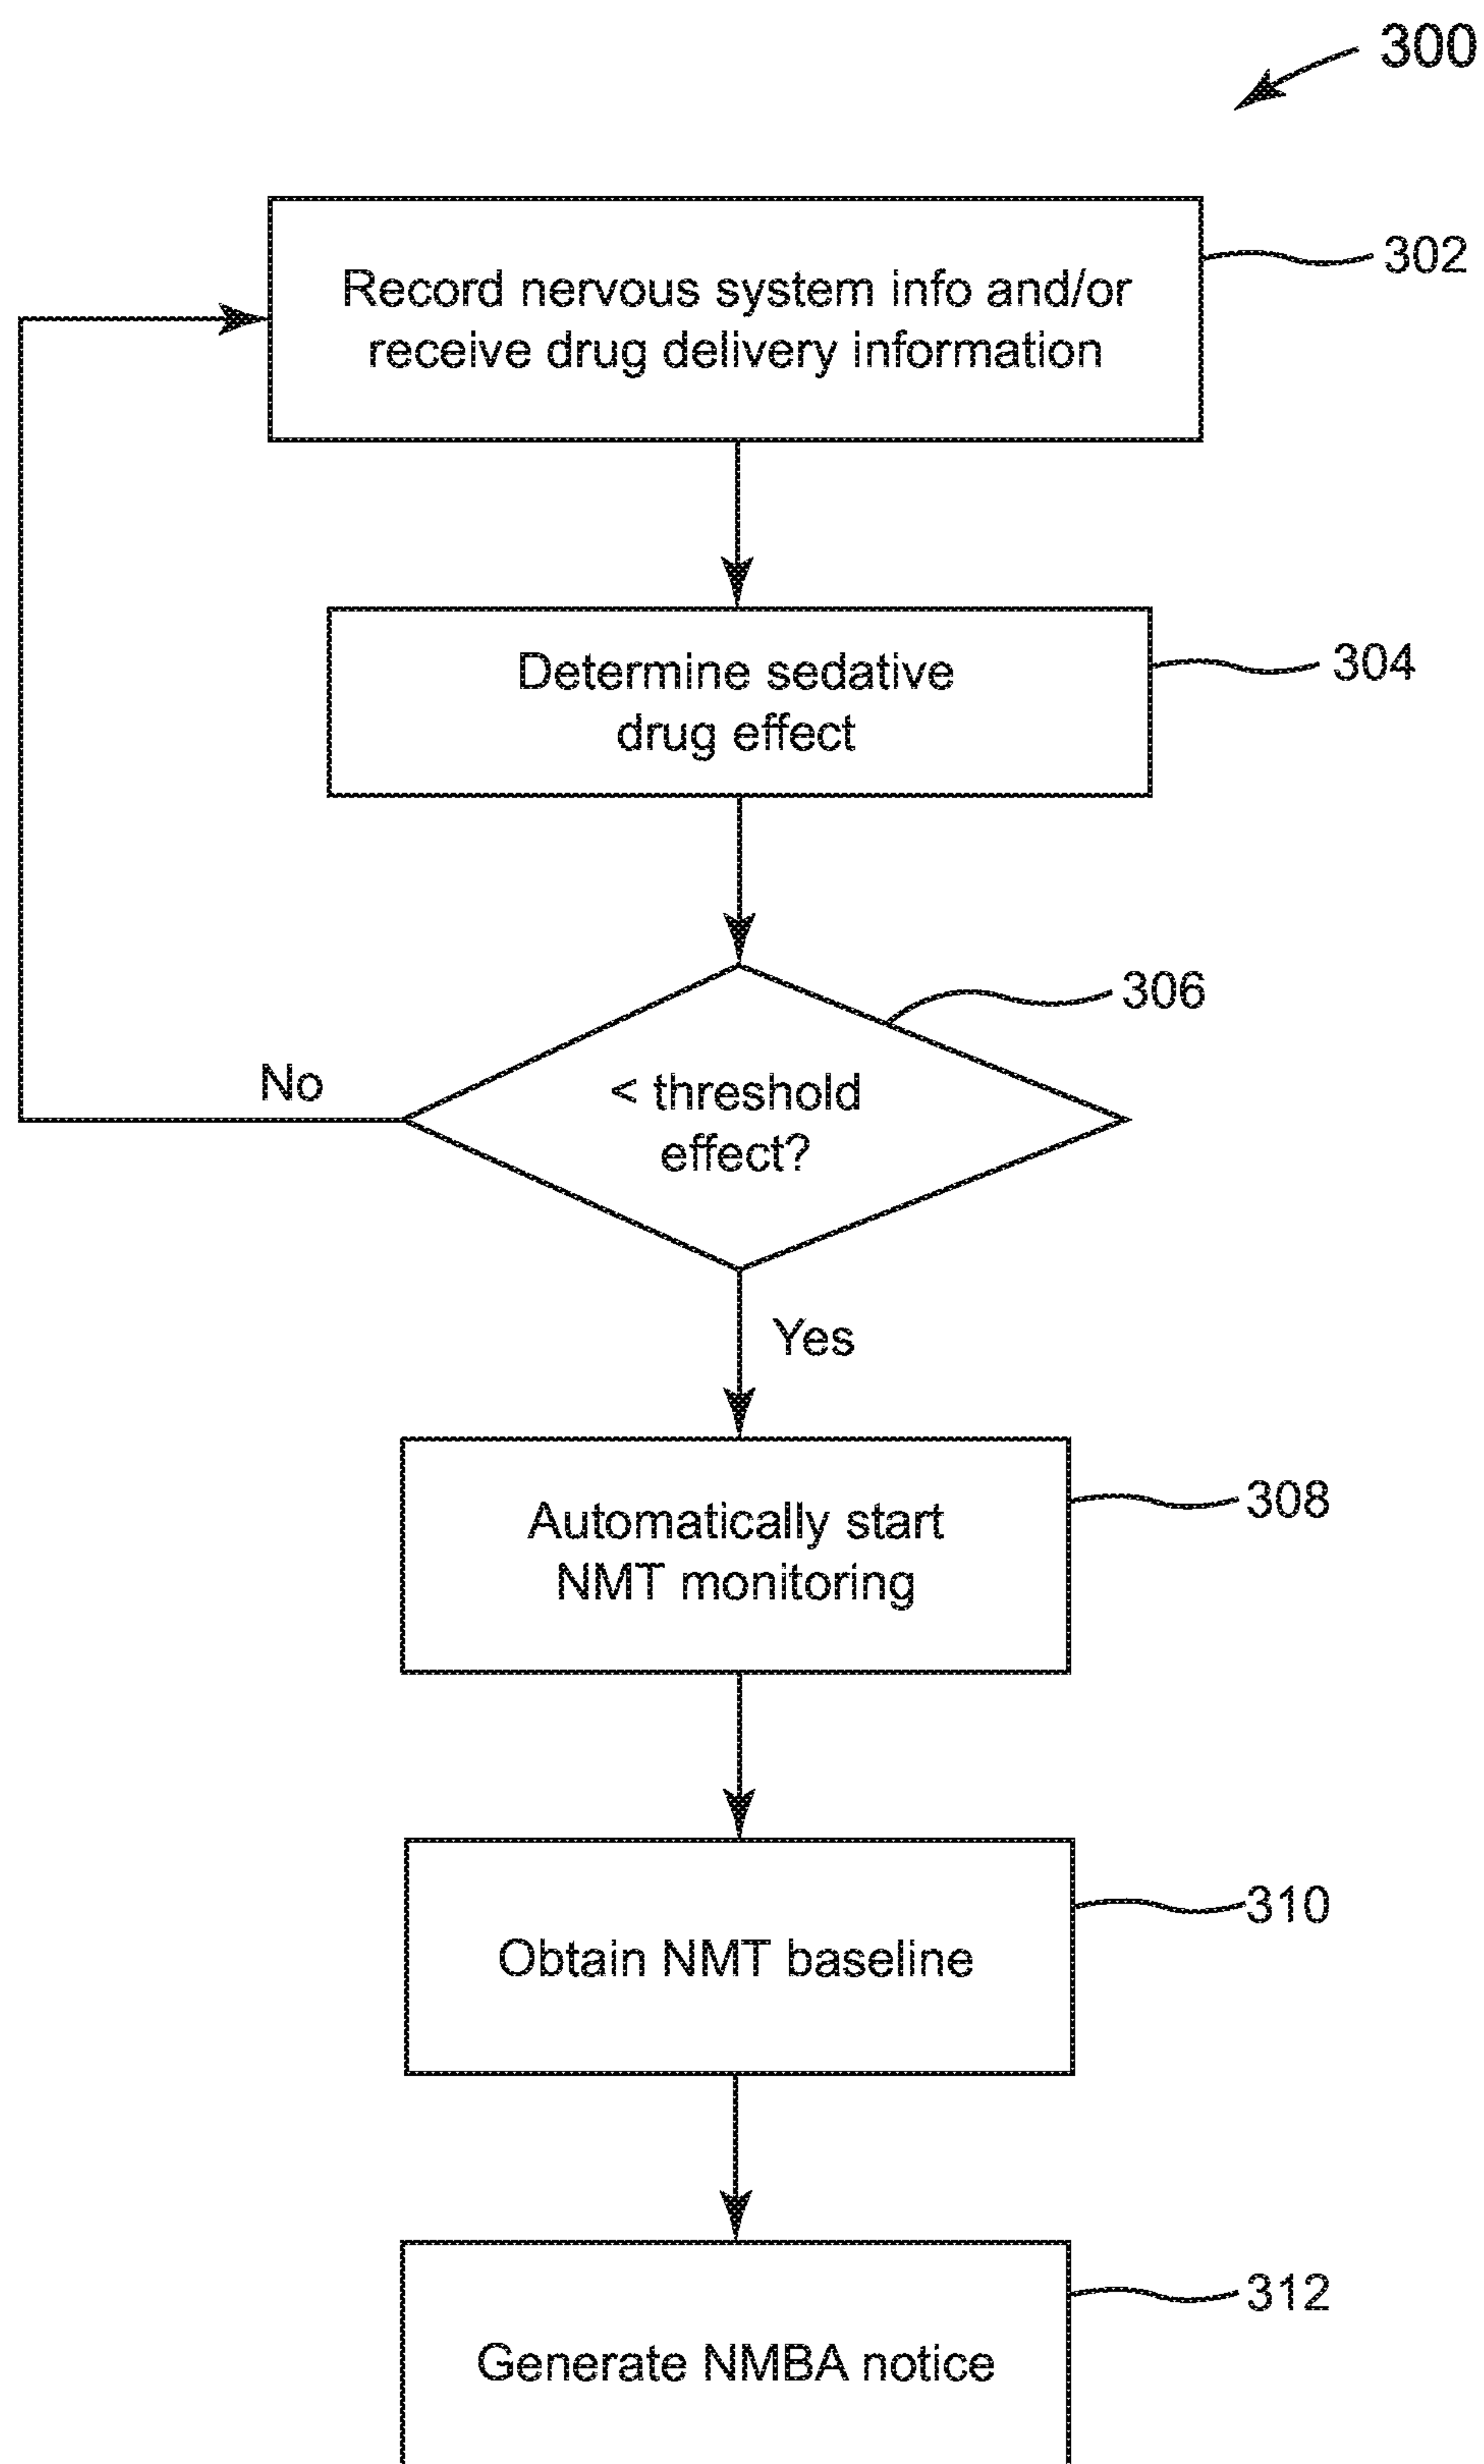 300
Record nervous system info and/or
receive drug delivery information
302
Determine sedative
drug effect
304
306
< threshold
effect?
No
Yes
Automatically start
NMT monitoring
308
Obtain NMT baseline
310
Generate NMBA notice
312